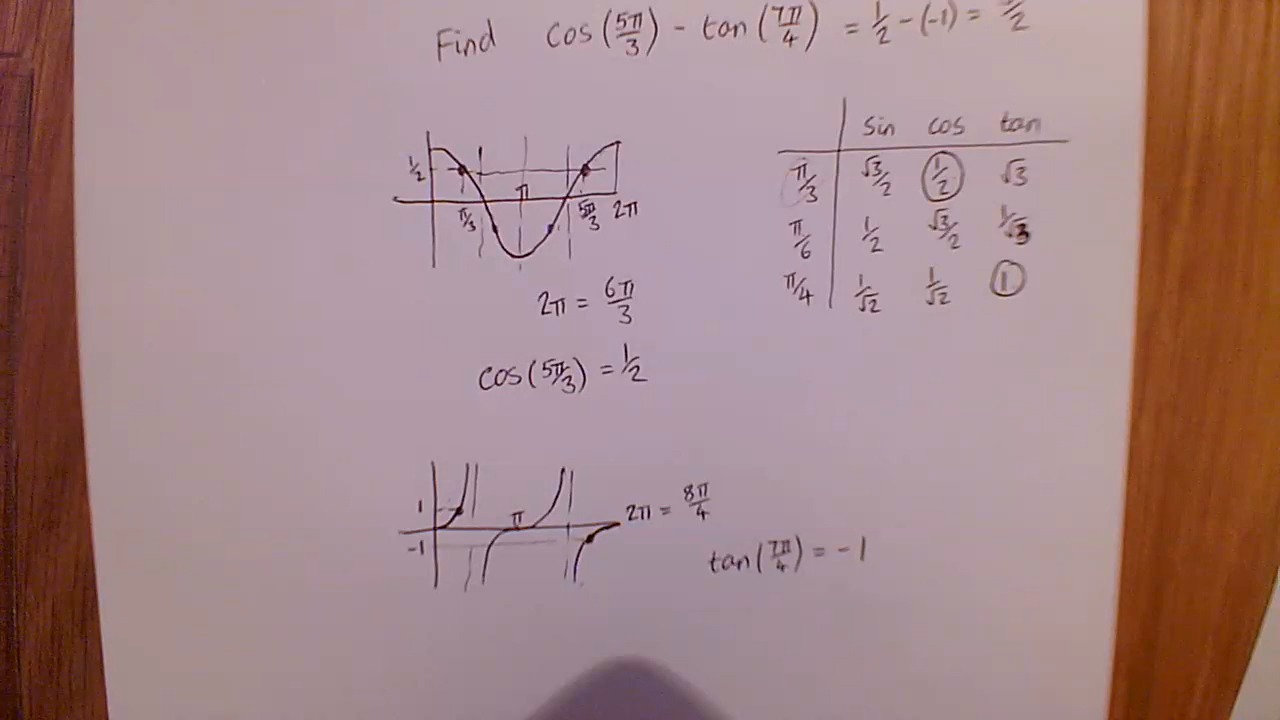 Find cos(5π/3) - tan(7π/4) = 1/2 - (-1) = /2
sin cos tan
π/3 √3/2 1/2 √3
π/6 1/2 √3/2 1/√3
π/4 1/√2 1/√2 1
1/2
π
π/3 5π/3 2π
2π = 6π/3
cos(5π/3) = 1/2
1
π
2π = 8π/4
-1
tan(7π/4) = -1